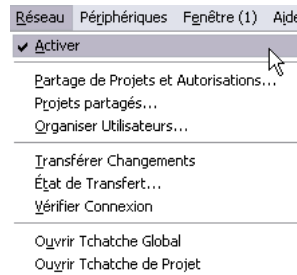 Réseau Périphériques Fenêtre (1) Aide
Activer
Partage de Projets et Autorisations...
Projets partagés...
Organiser Utilisateurs...
Transférer Changements
État de Transfert...
Vérifier Connexion
Ouvrir Tchatche Global
Ouvrir Tchatche de Projet